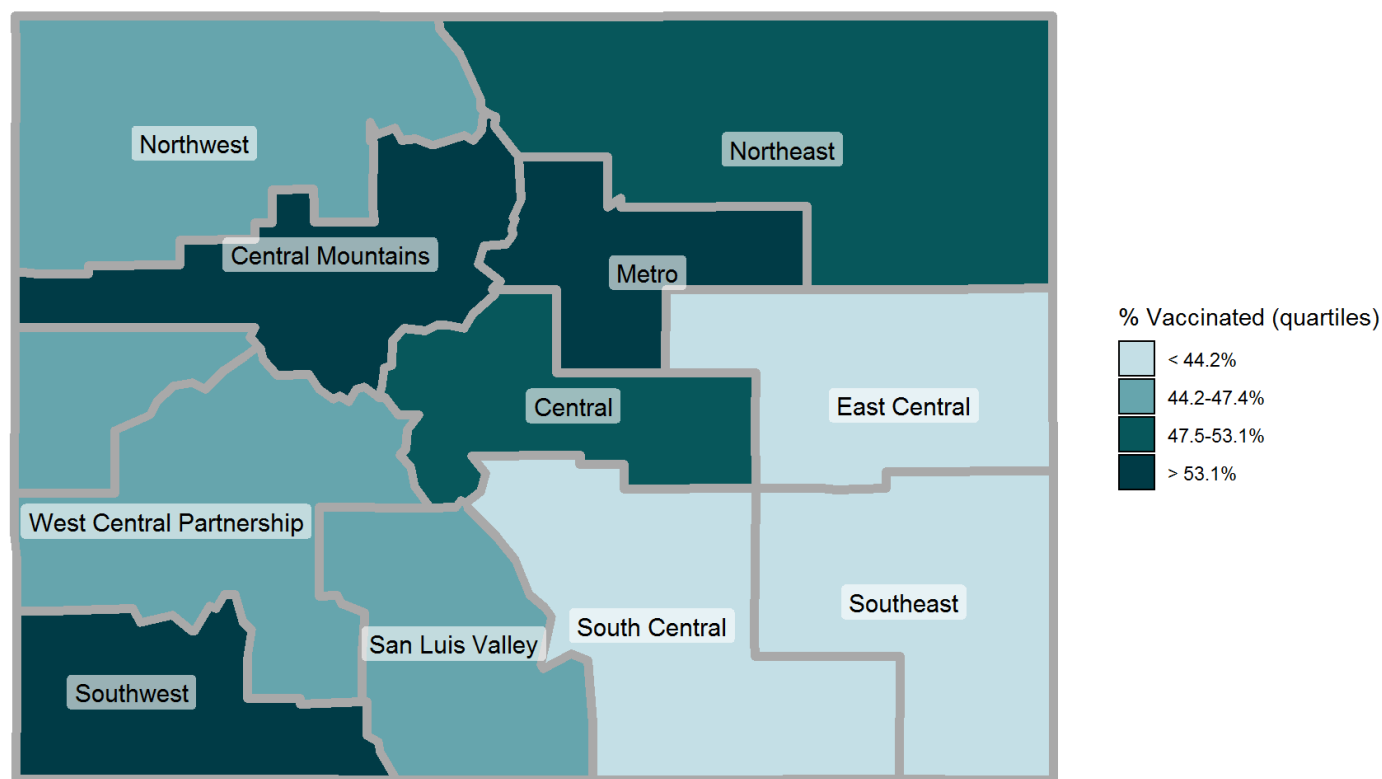 Northwest
Northeast
Central Mountains
Metro
% Vaccinated (quartiles)
< 44.2%
44.2-47.4%
47.5-53.1%
> 53.1%
Central
East Central
West Central Partnership
Southeast
South Central
San Luis Valley
Southwest